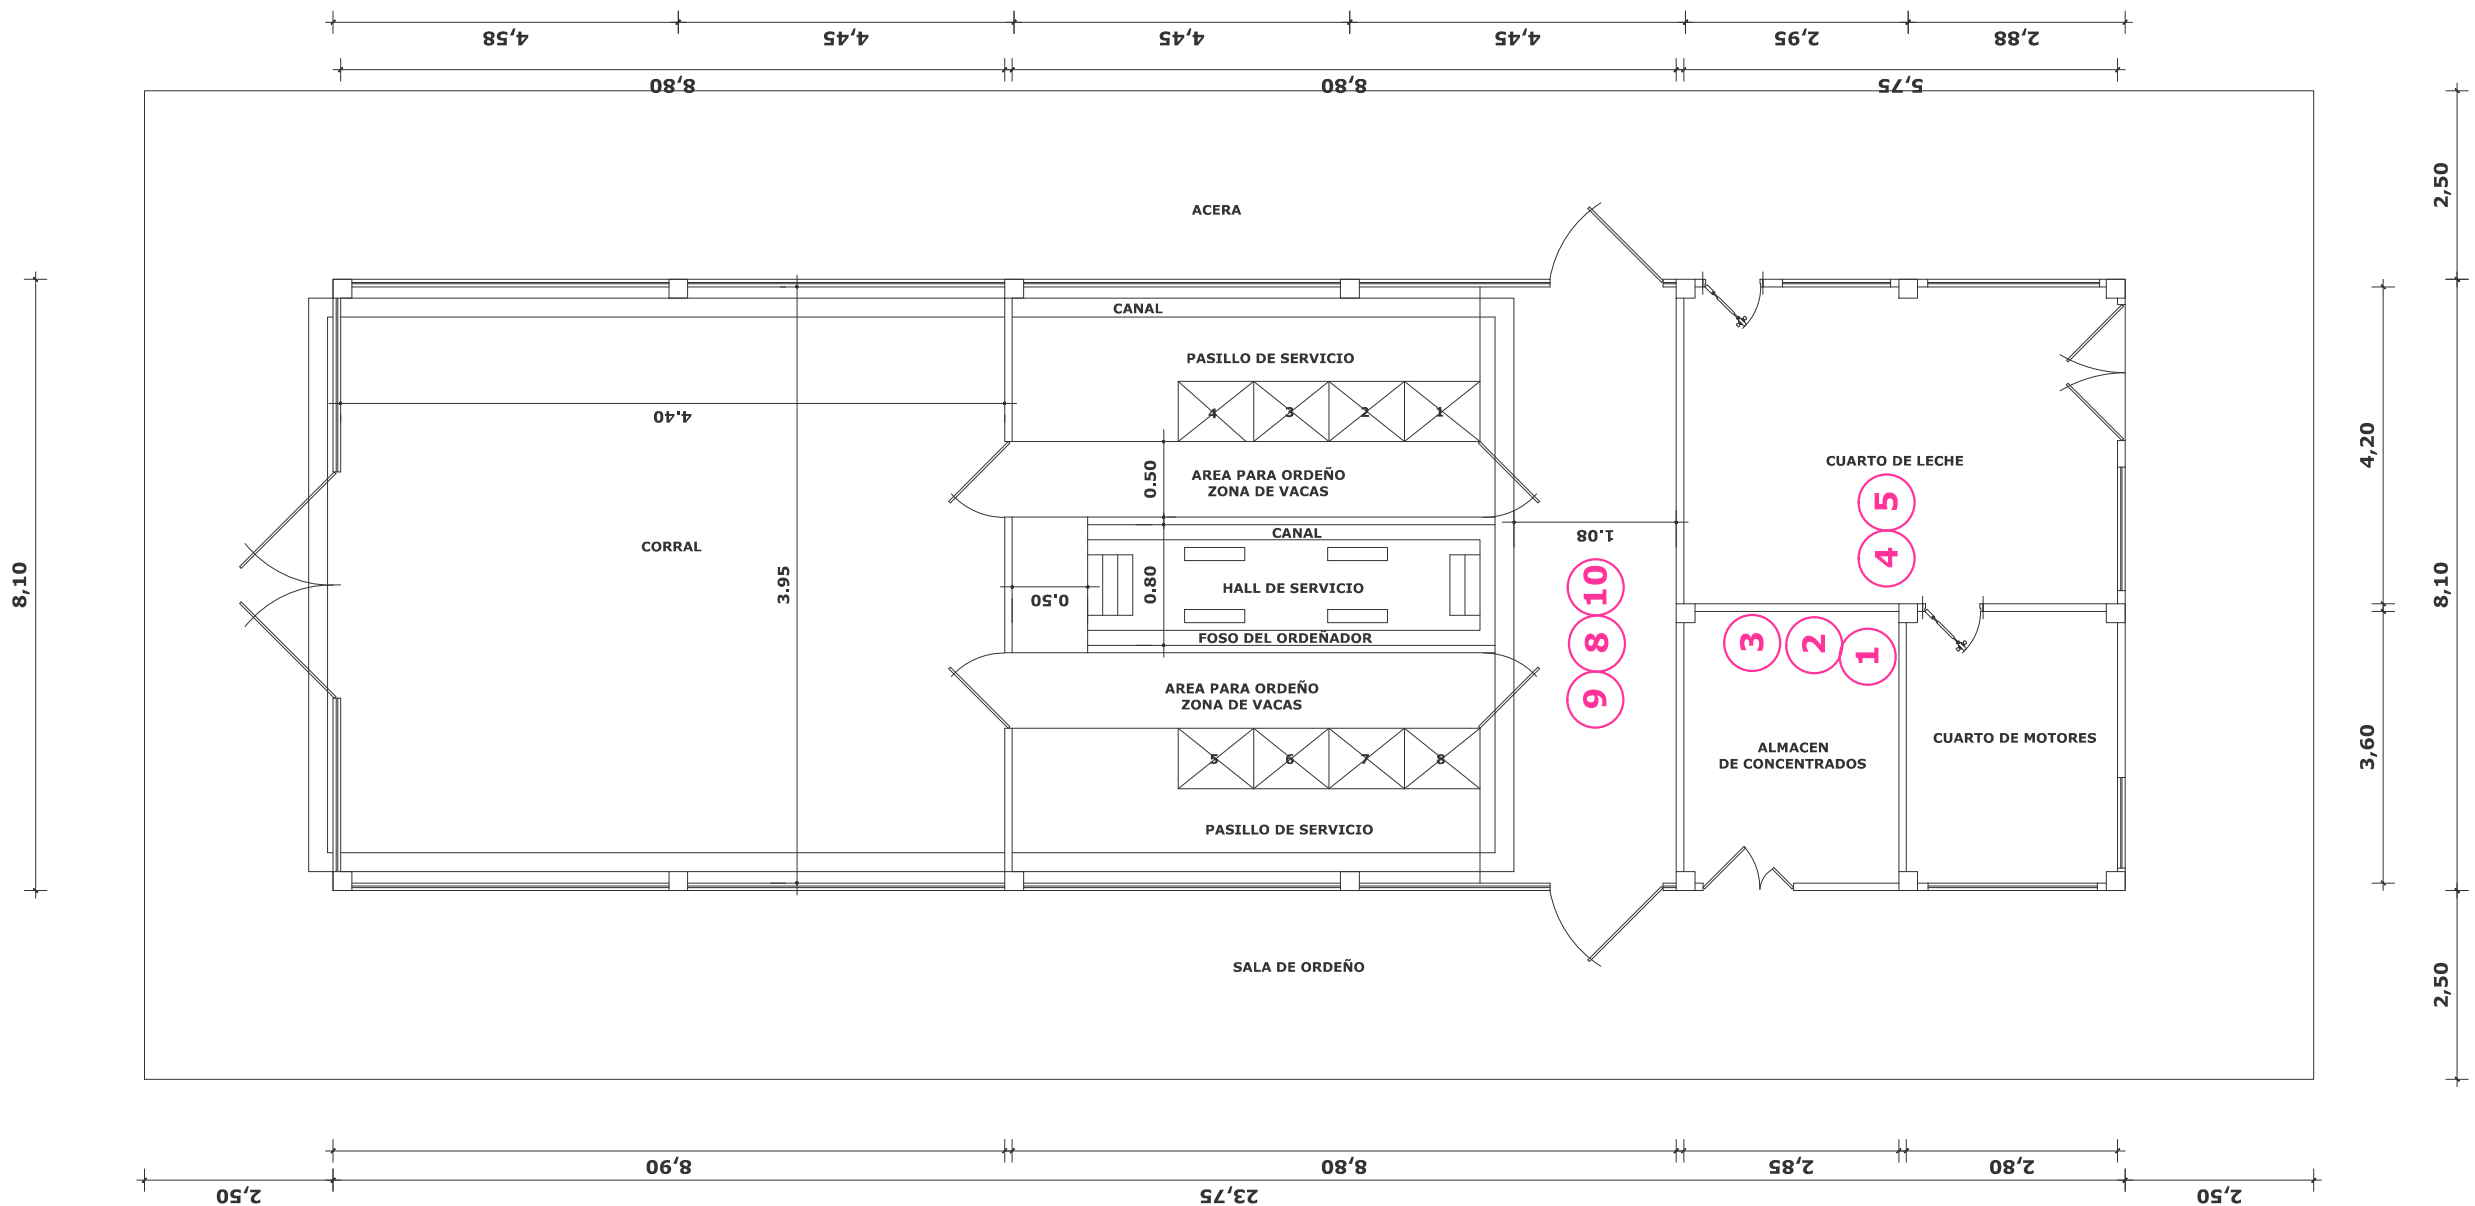 4,58
4,45
4,45
4,45
2,95
2,88
8,80
8,80
5,75
2,50
ACERA
CANAL
PASILLO DE SERVICIO
4
3
2
1
4.40
4,20
AREA PARA ORDEÑO
ZONA DE VACAS
0.50
CUARTO DE LECHE
5
4
CANAL
1.08
CORRAL
8,10
3.95
0.50
0.80
HALL DE SERVICIO
10
8
9
8,10
FOSO DEL ORDEÑADOR
3
2
1
AREA PARA ORDEÑO
ZONA DE VACAS
5
6
7
8
ALMACEN
DE CONCENTRADOS
CUARTO DE MOTORES
3,60
PASILLO DE SERVICIO
SALA DE ORDEÑO
2,50
8,90
8,80
2,85
2,80
2,50
23,75
2,50